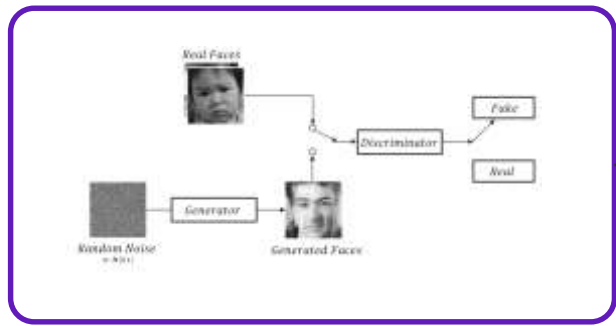 Real Faces
Fake
Discriminator
Real
Generator
Random Noise
Generated Faces